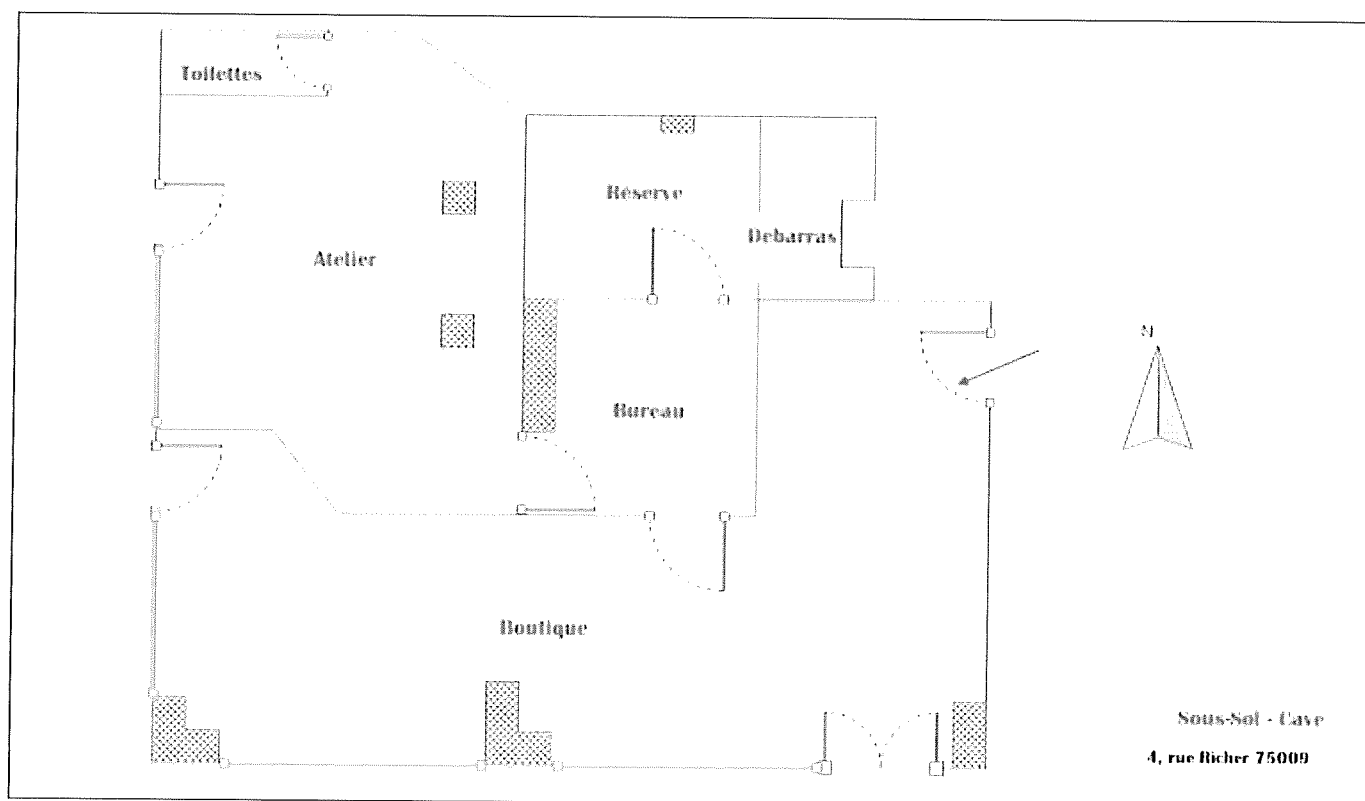 Toilettes
Réserve
Debarras
Atelier
N
Bureau
Boutique
Sous-Sol - Cave
4, rue Richer 75009